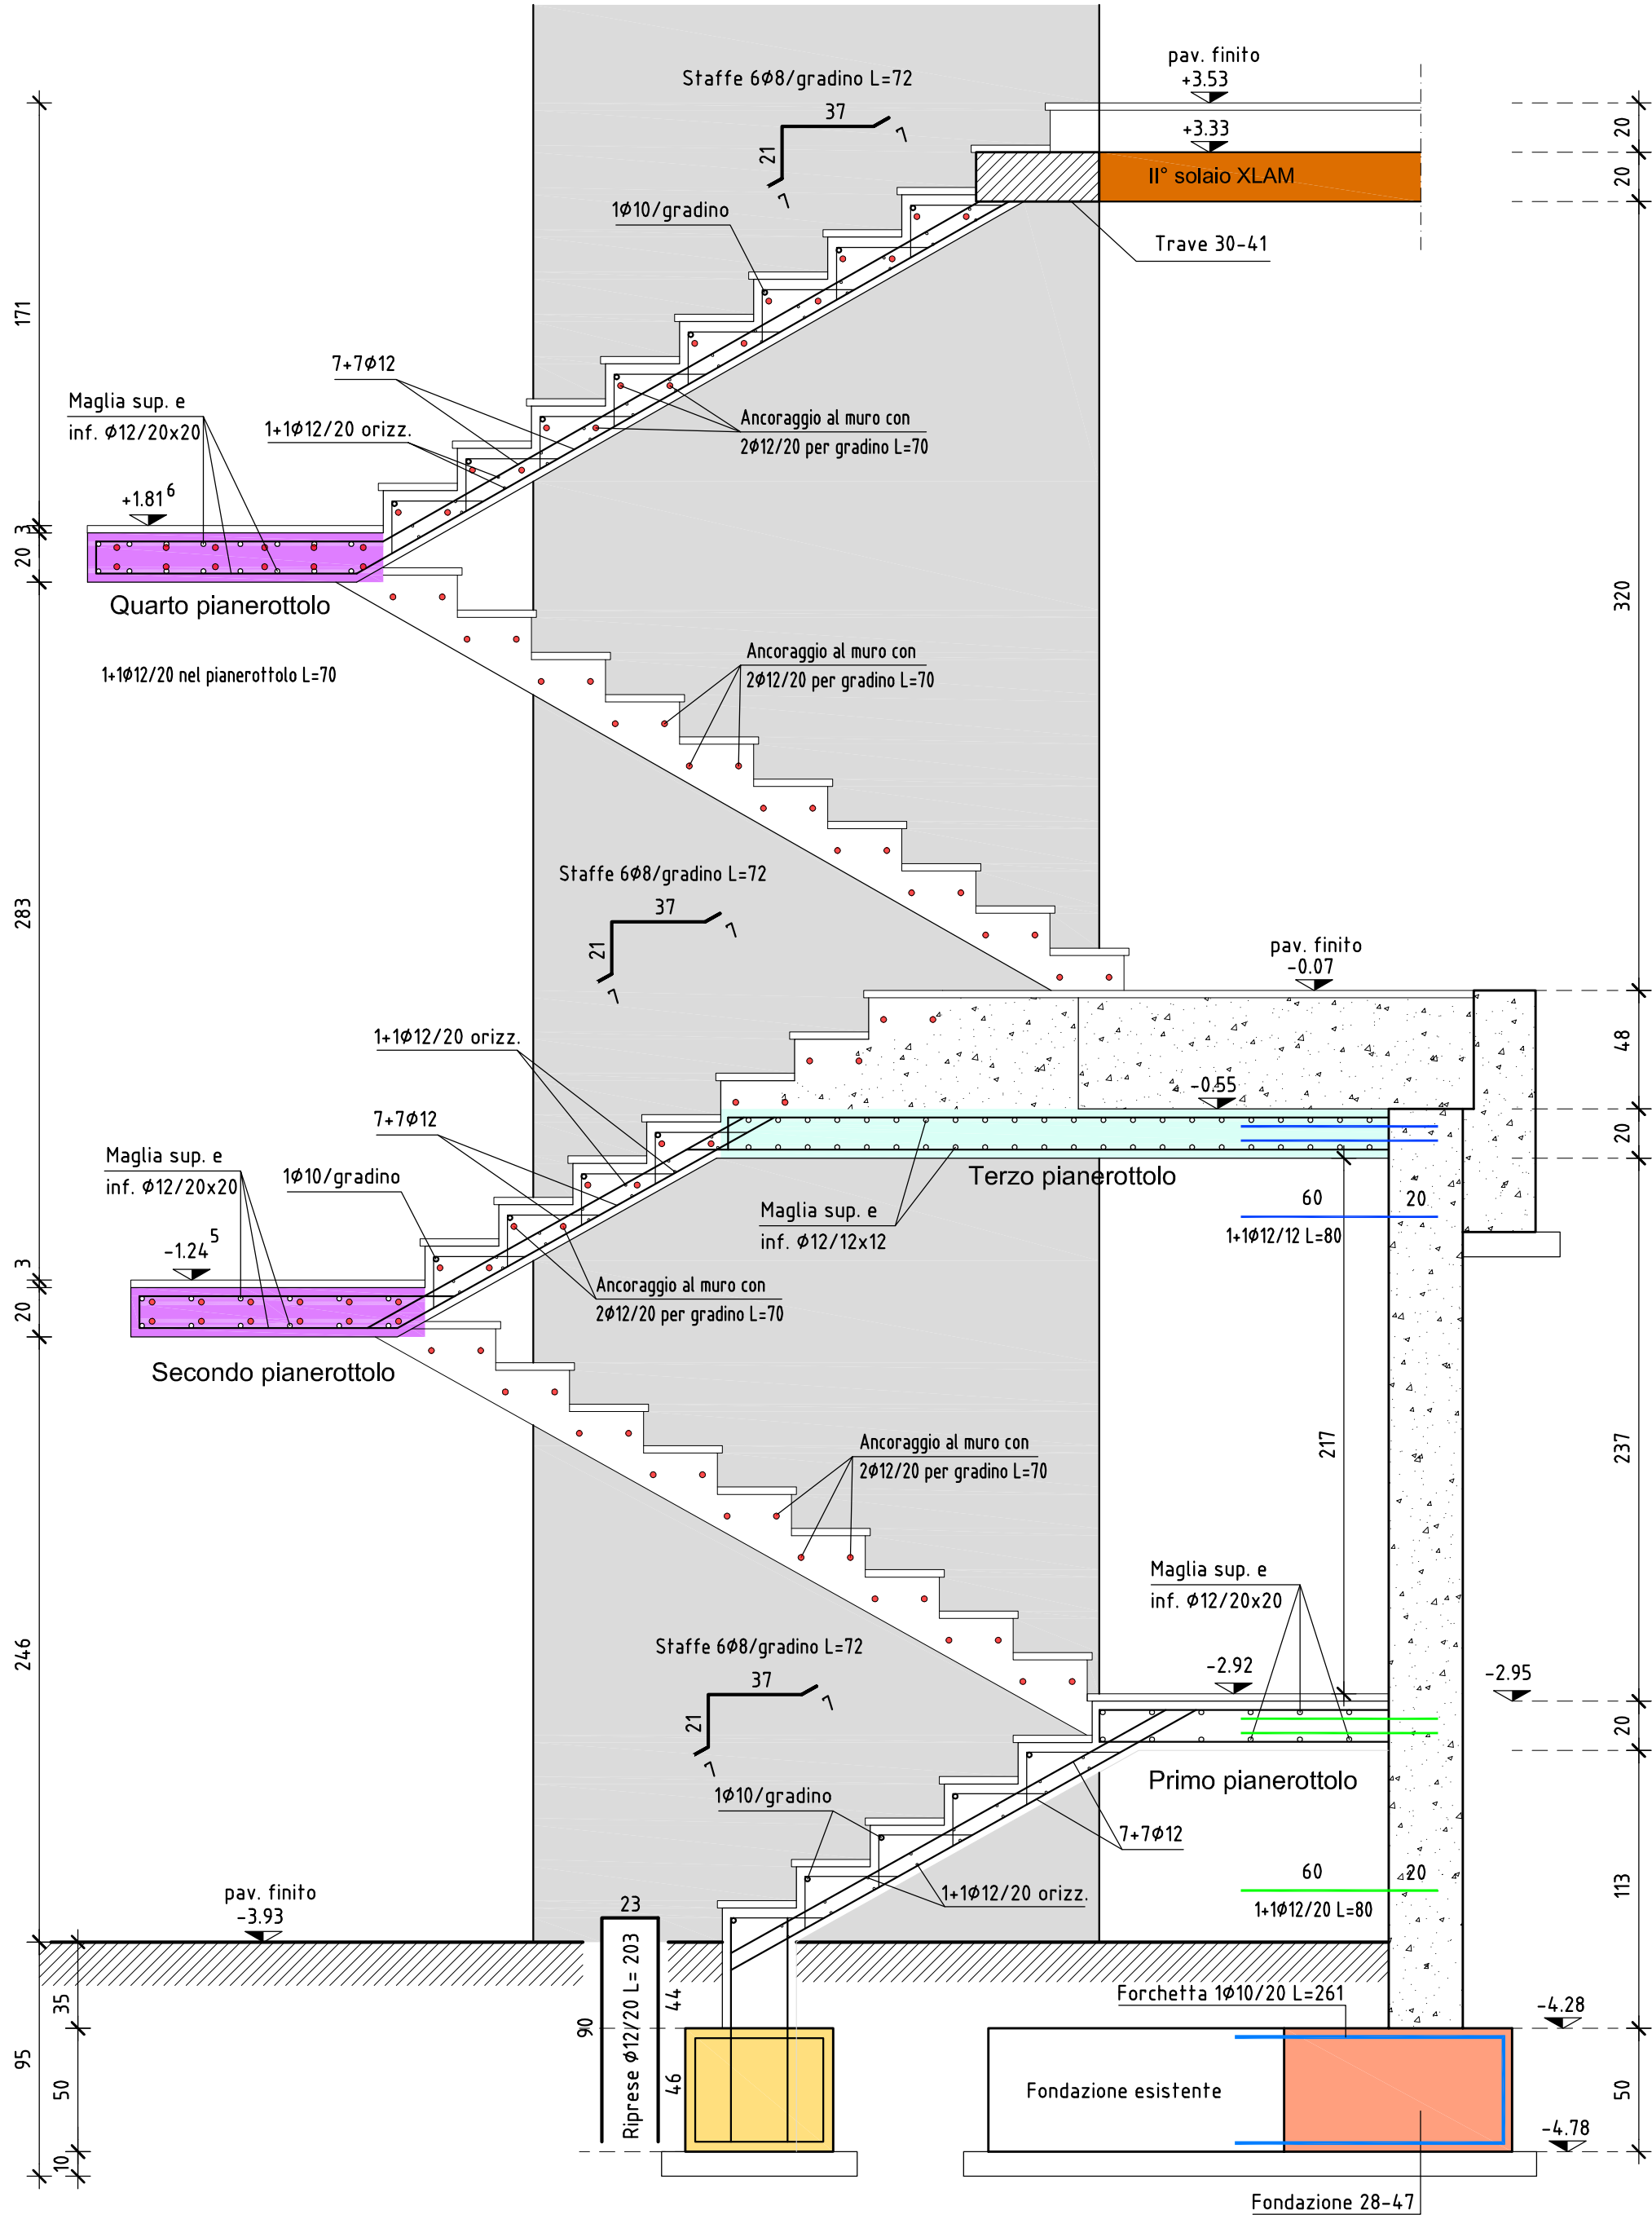 Staffe 6Ø8/gradino L=72
37
21
7
7
pav. finito
+3.53
+3.33
II° solaio XLAM
Trave 30-41
20
20
1Ø10/gradino
171
7+7Ø12
Maglia sup. e
inf. Ø12/20x20
1+1Ø12/20 orizz.
Ancoraggio al muro con
2Ø12/20 per gradino L=70
+1.81⁶
3
20
Quarto pianerottolo
1+1Ø12/20 nel pianerottolo L=70
320
Ancoraggio al muro con
2Ø12/20 per gradino L=70
Staffe 6Ø8/gradino L=72
37
21
7
7
283
pav. finito
-0.07
48
1+1Ø12/20 orizz.
-0.55
7+7Ø12
20
Maglia sup. e
inf. Ø12/20x20
1Ø10/gradino
Terzo pianerottolo
Maglia sup. e
inf. Ø12/12x12
60
20
1+1Ø12/12 L=80
-1.24⁵
3
20
Ancoraggio al muro con
2Ø12/20 per gradino L=70
Secondo pianerottolo
Ancoraggio al muro con
2Ø12/20 per gradino L=70
217
237
246
Staffe 6Ø8/gradino L=72
37
21
7
7
Maglia sup. e
inf. Ø12/20x20
-2.92
-2.95
20
Primo pianerottolo
1Ø10/gradino
7+7Ø12
1+1Ø12/20 orizz.
60
20
1+1Ø12/20 L=80
113
pav. finito
-3.93
23
Riprese Ø12/20 L= 203
90
44
46
35
50
10
95
Forchetta 1Ø10/20 L=261
-4.28
Fondazione esistente
50
-4.78
Fondazione 28-47